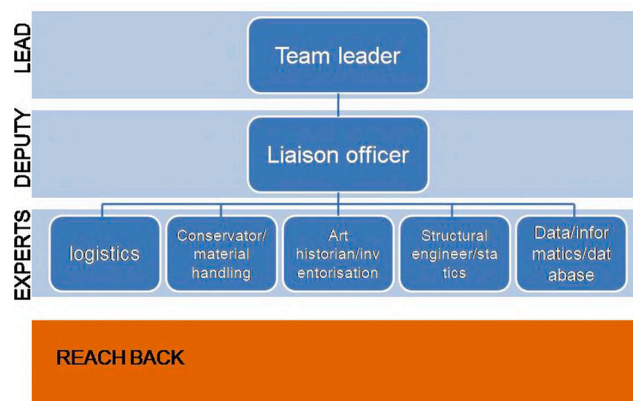 LEAD
Team leader
DEPUTY
Liaison officer
EXPERTS
logistics
Conservator/
material
handling
Art
historian/inv
entorisation
Structural
engineer/sta
tics
Data/infor
matics/dat
abase
REACH BACK